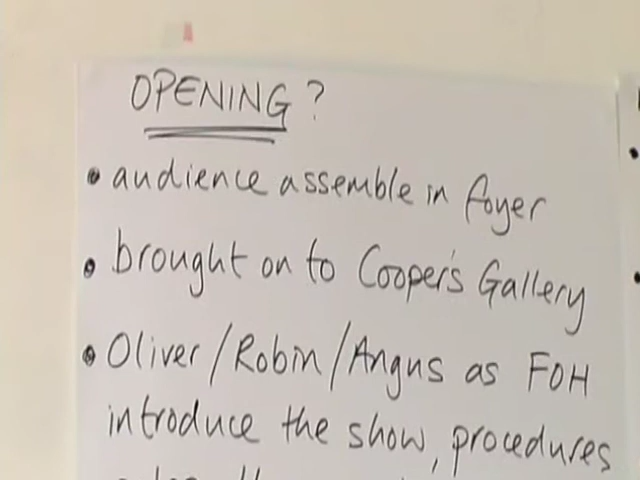 OPENING?
• audience assemble in foyer
• brought on to Cooper's Gallery
• Oliver/Robin/Angus as FOH
introduce the show, procedures